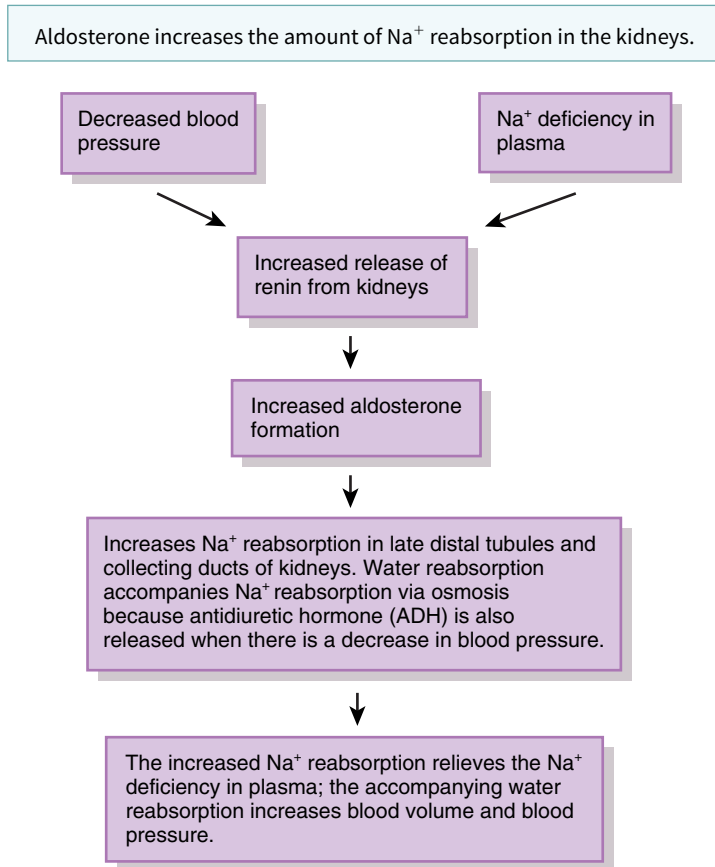 Aldosterone increases the amount of Na⁺ reabsorption in the kidneys.
Decreased blood
pressure
Na⁺ deficiency in
plasma
Increased release of
renin from kidneys
Increased aldosterone
formation
Increases Na⁺ reabsorption in late distal tubules and
collecting ducts of kidneys. Water reabsorption
accompanies Na⁺ reabsorption via osmosis
because antidiuretic hormone (ADH) is also
released when there is a decrease in blood pressure.
The increased Na⁺ reabsorption relieves the Na⁺
deficiency in plasma; the accompanying water
reabsorption increases blood volume and blood
pressure.